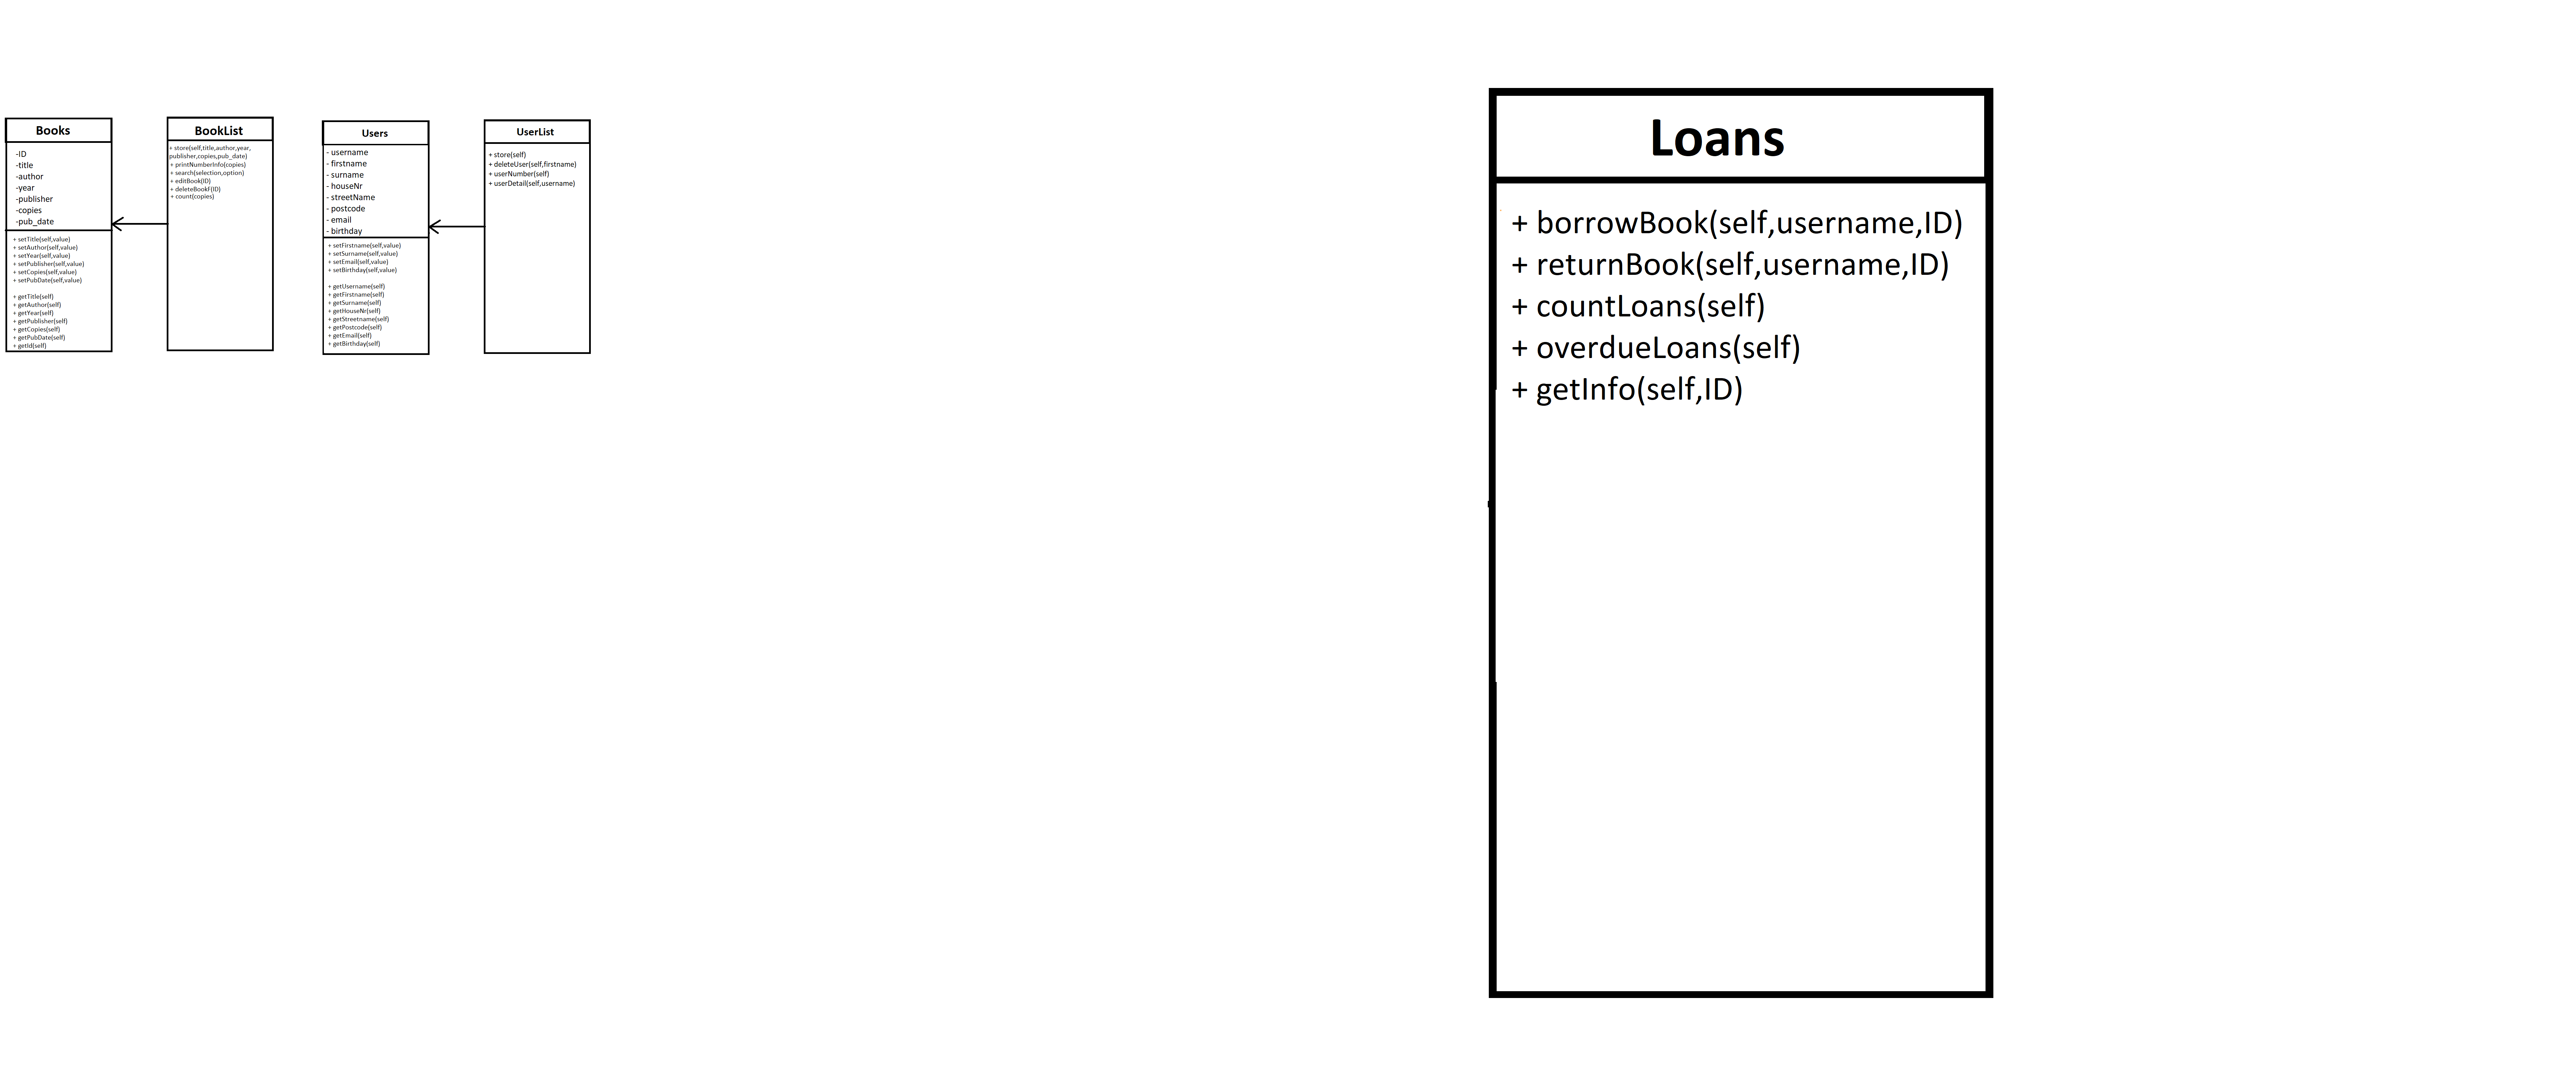 Books
-ID
-title
-author
-year
-publisher
-copies
-pub_date
+ setTitle(self,value)
+ setAuthor(self,value)
+ setYear(self,value)
+ setPublisher(self,value)
+ setCopies(self,value)
+ setPubDate(self,value)
+ getTitle(self)
+ getAuthor(self)
+ getYear(self)
+ getPublisher(self)
+ getCopies(self)
+ getPubDate(self)
+ getId(self)
BookList
+ store(self,title,author,year,
publisher,copies,pub_date)
+ printNumberInfo(copies)
+ search(selection,option)
+ editBook(ID)
+ deleteBookF(ID)
+ count(copies)
Users
- username
- firstname
- surname
- houseNr
- streetName
- postcode
- email
- birthday
+ setFirstname(self,value)
+ setSurname(self,value)
+ setEmail(self,value)
+ setBirthday(self,value)
+ getUsername(self)
+ getFirstname(self)
+ getSurname(self)
+ getHouseNr(self)
+ getStreetname(self)
+ getPostcode(self)
+ getEmail(self)
+ getBirthday(self)
UserList
+ store(self)
+ deleteUser(self,firstname)
+ userNumber(self)
+ userDetail(self,username)
Loans
+ borrowBook(self,username,ID)
+ returnBook(self,username,ID)
+ countLoans(self)
+ overdueLoans(self)
+ getInfo(self,ID)